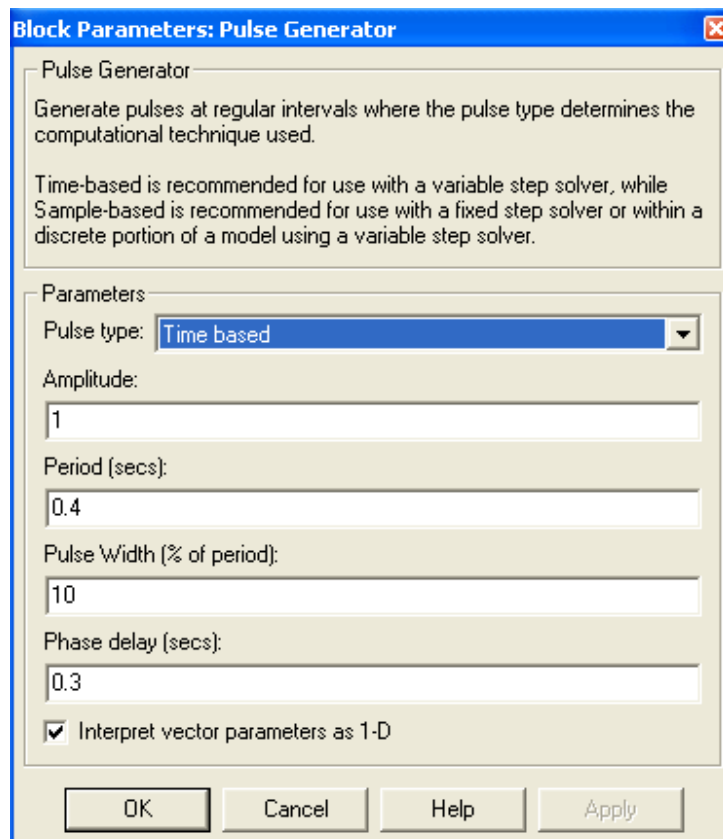 Block Parameters: Pulse Generator
Pulse Generator
Generate pulses at regular intervals where the pulse type determines the
computational technique used.
Time-based is recommended for use with a variable step solver, while
Sample-based is recommended for use with a fixed step solver or within a
discrete portion of a model using a variable step solver.
Parameters
Pulse type: Time based
Amplitude:
1
Period (secs):
0.4
Pulse Width (% of period):
10
Phase delay (secs):
0.3
Interpret vector parameters as 1-D
OK Cancel Help Apply